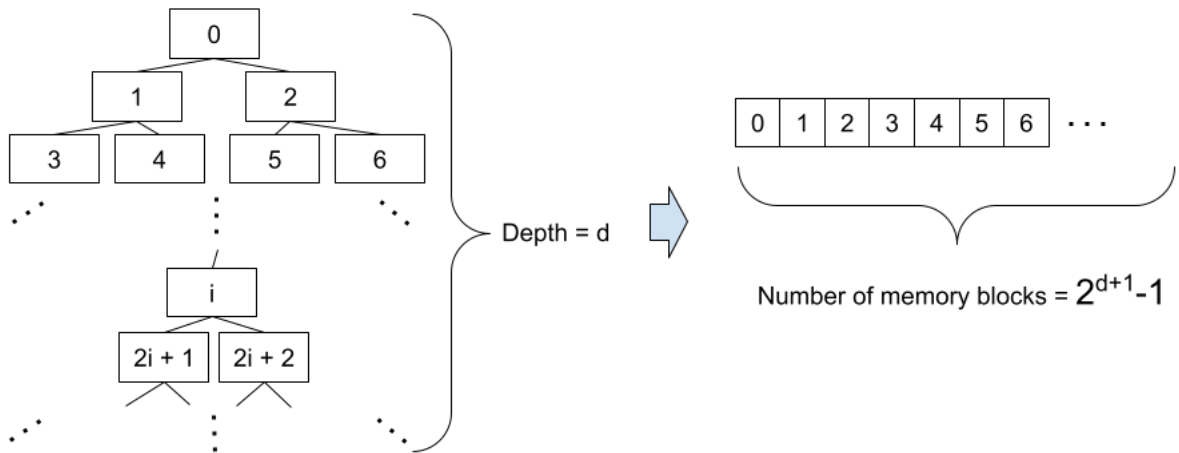 0
1 2
3 4 5 6
i
2i + 1 2i + 2
Depth = d
0 1 2 3 4 5 6 ...
Number of memory blocks = 2^{d+1}-1